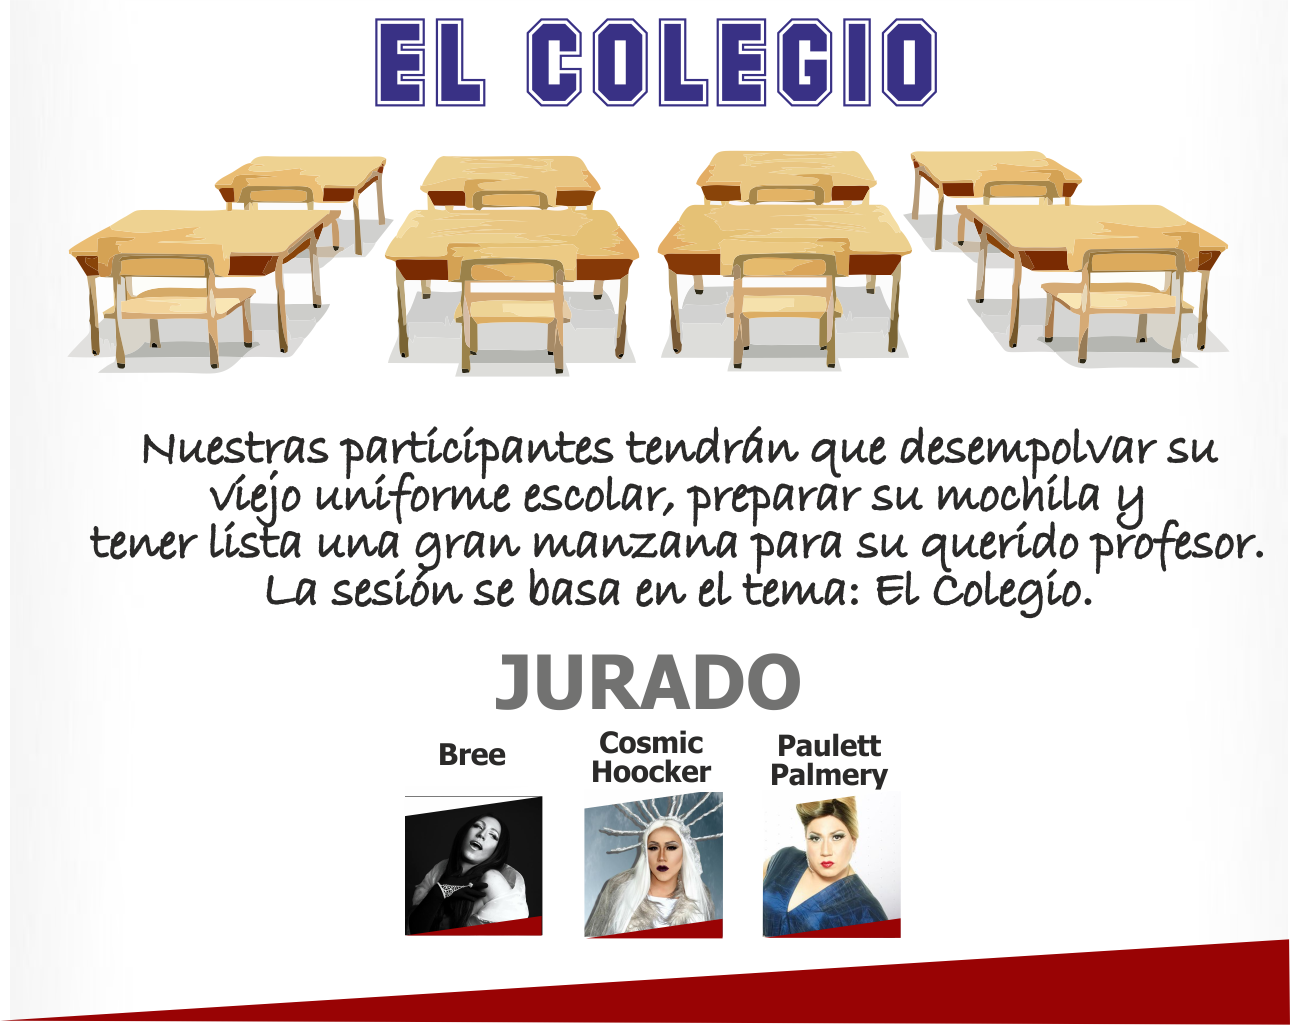 EL COLEGIO
Nuestras participantes tendrán que desempolvar su
viejo uniforme escolar, preparar su mochila y
tener lista una gran manzana para su querido profesor.
La sesión se basa en el tema: El Colegio.
JURADO
Bree
Cosmic
Hoocker
Paulett
Palmery